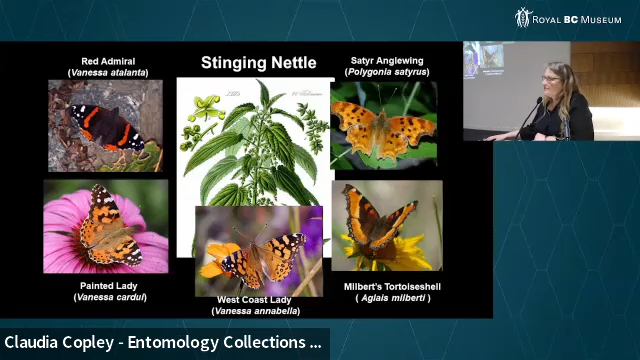 ROYAL BC MUSEUM
Red Admiral
(Vanessa atalanta)
Stinging Nettle
Satyr Anglewing
(Polygonia satyrus)
Painted Lady
(Vanessa cardui)
West Coast Lady
(Vanessa annabella)
Milbert's Tortoiseshell
( Aglais milberti )
Claudia Copley - Entomology Collections ...